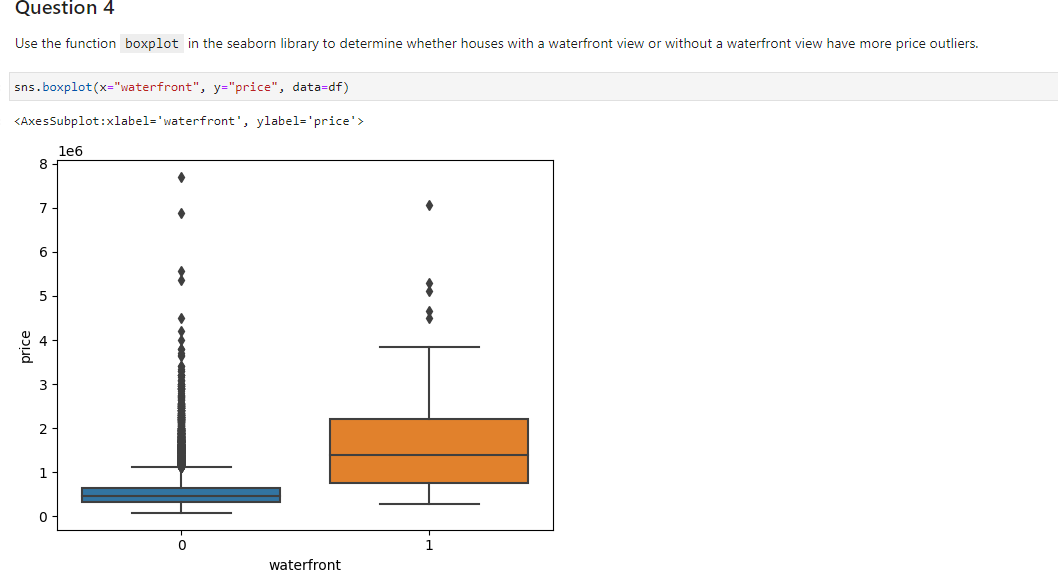 Question 4
Use the function boxplot in the seaborn library to determine whether houses with a waterfront view or without a waterfront view have more price outliers.
sns.boxplot(x="waterfront", y="price", data=df)
<AxesSubplot:xlabel='waterfront', ylabel='price'>
1e6
8
7
6
5
4
3
2
1
0
price
0 1
waterfront